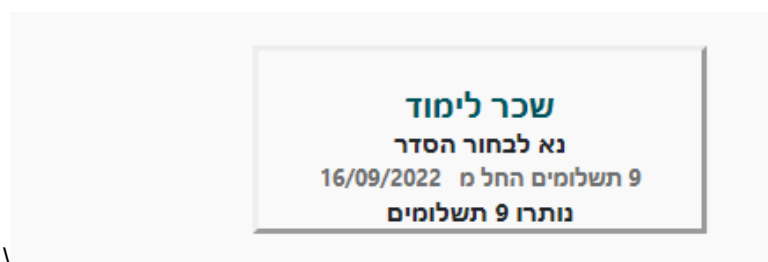 שכר לימוד
נא לבחור הסדר
9 תשלומים החל מ 16/09/2022
נותרו 9 תשלומים
\